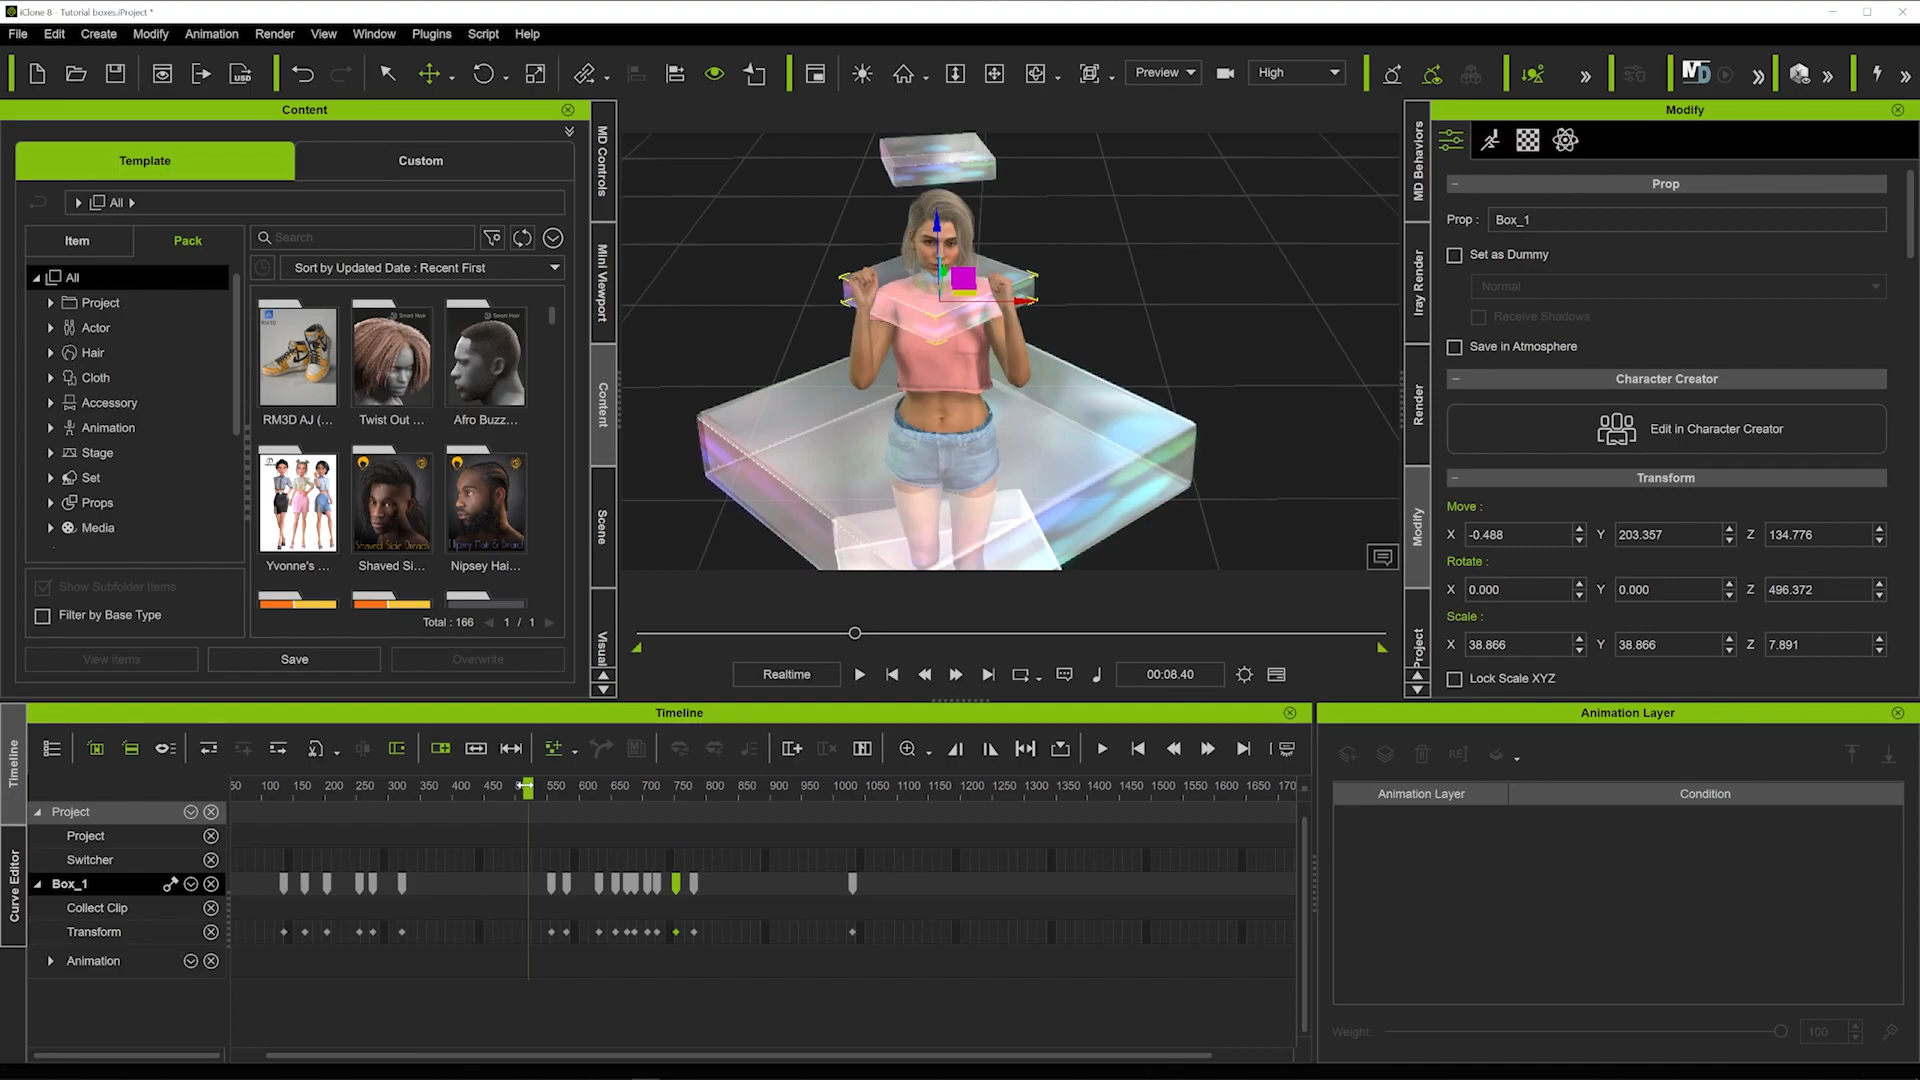 iClone 8 - Tutorial boxes.iProject *
File Edit Create Modify Animation Render View Window Plugins Script Help
USD
Preview
High
MD
Content
Template
Custom
All
Item
Pack
Search
Sort by Updated Date : Recent First
All
Project
Actor
Hair
Cloth
Accessory
Animation
Stage
Set
Props
Media
RM3D
Smart Hair
Smart Hair
RM3D AJ (...
Twist Out ...
Afro Buzz...
Yvonne's ...
Shaved Si...
Nipsey Hai...
Show Subfolder Items
Filter by Base Type
Total : 166
1 / 1
View Items
Save
Overwrite
MD Controls
Mini Viewport
Content
Scene
Visual
Realtime
00:08.40
MD Behaviors
Iray Render
Render
Modify
Project
Modify
Prop
Prop : Box_1
Set as Dummy
Normal
Receive Shadows
Save in Atmosphere
Character Creator
Edit in Character Creator
Transform
Move :
X -0.488 Y 203.357 Z 134.776
Rotate :
X 0.000 Y 0.000 Z 496.372
Scale :
X 38.866 Y 38.866 Z 7.891
Lock Scale XYZ
Timeline
Timeline
Curve Editor
50 100 150 200 250 300 350 400 450 550 600 650 700 750 800 850 900 950 1000 1050 1100 1150 1200 1250 1300 1350 1400 1450 1500 1550 1600 1650 170
Project
Project
Switcher
Box_1
Collect Clip
Transform
Animation
Animation Layer
RE
Animation Layer
Condition
Weight:
100